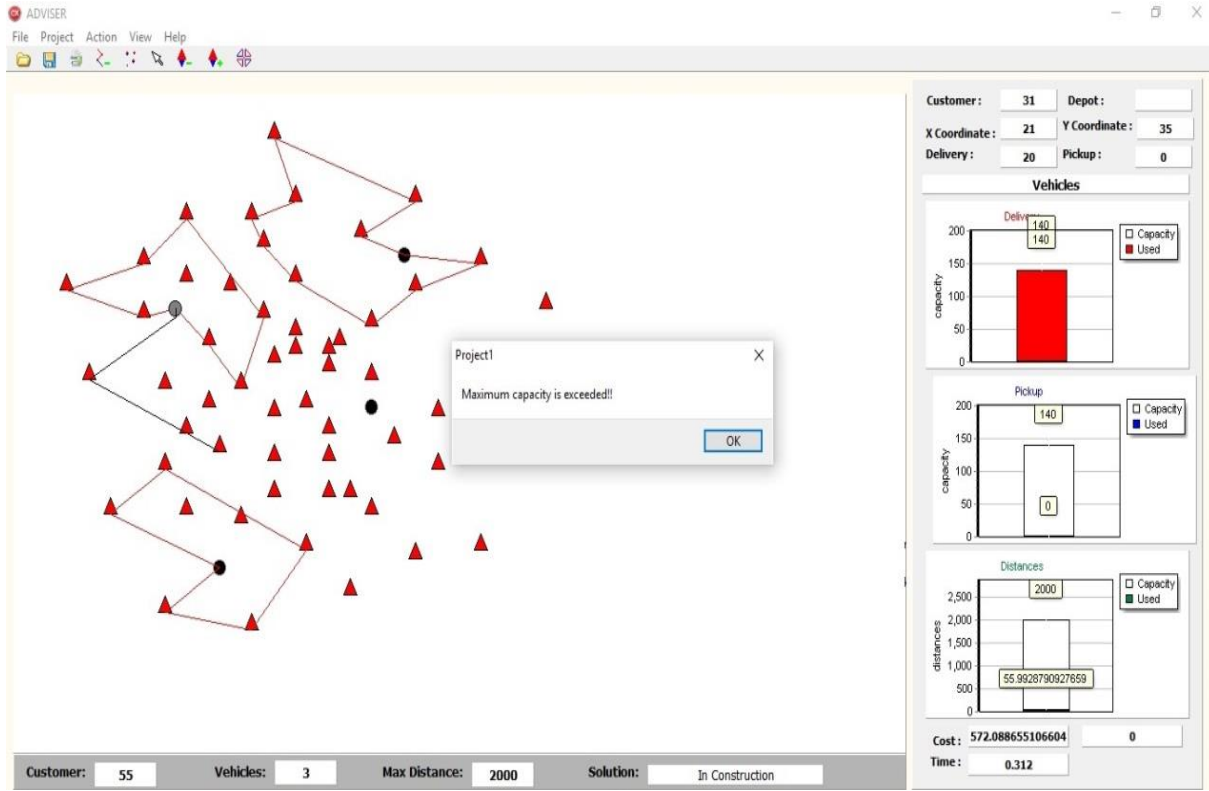 ADVISER
File Project Action View Help
Customer : 31 Depot :
X Coordinate : 21 Y Coordinate : 35
Delivery : 20 Pickup : 0
Vehicles
Delivery
140
140
Capacity
Used
200
150
100
50
0
capacity
Pickup
140
0
Capacity
Used
200
150
100
50
0
capacity
Distances
2000
55.9928790927659
Capacity
Used
2,500
2,000
1,500
1,000
500
0
distances
Cost : 572.088655106604 0
Time : 0.312
Project1 X
Maximum capacity is exceeded!!
OK
Customer: 55 Vehicles: 3 Max Distance: 2000 Solution: In Construction